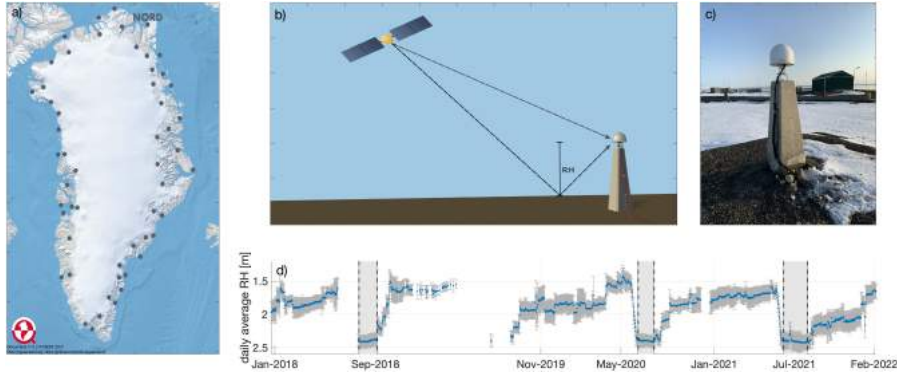 a)
NORD
b)
RH
c)
d)
daily average RH [m]
1.5
2
2.5
Jan-2018
Sep-2018
Nov-2019
May-2020
Jan-2021
Jul-2021
Feb-2022